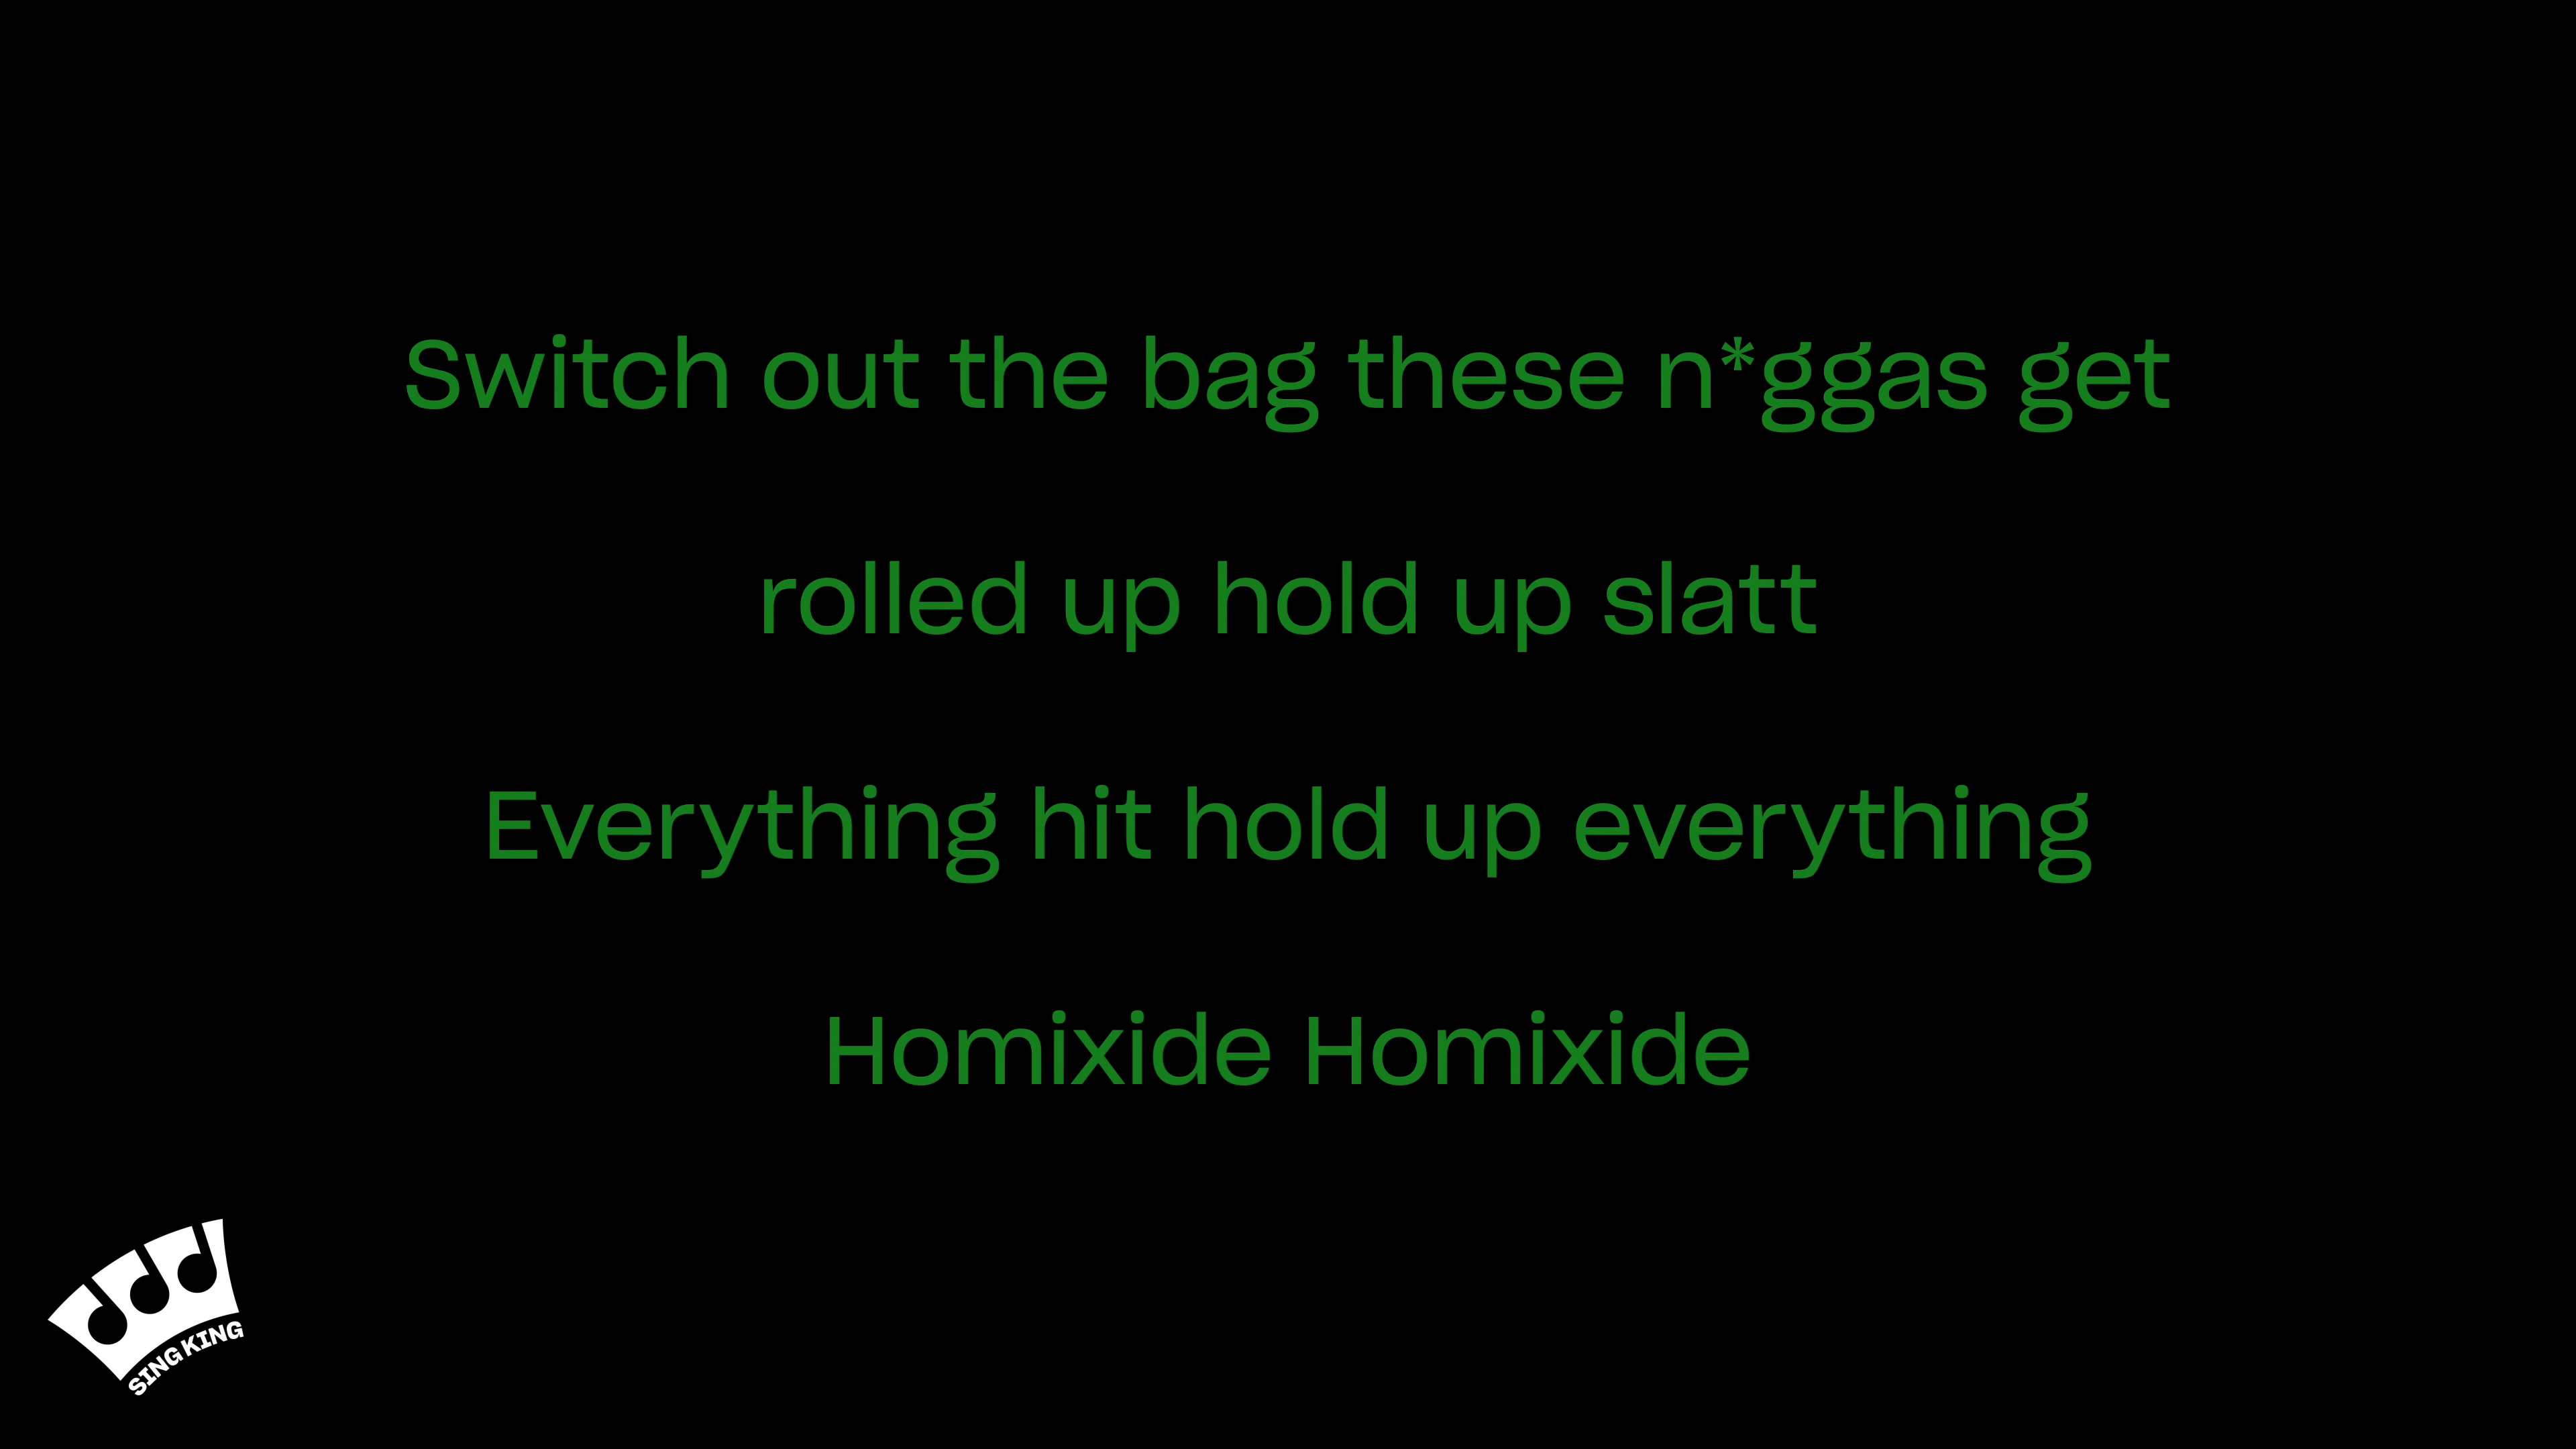 Switch out the bag these n*ggas get
rolled up hold up slatt
Everything hit hold up everything
Homixide Homixide
SING KING